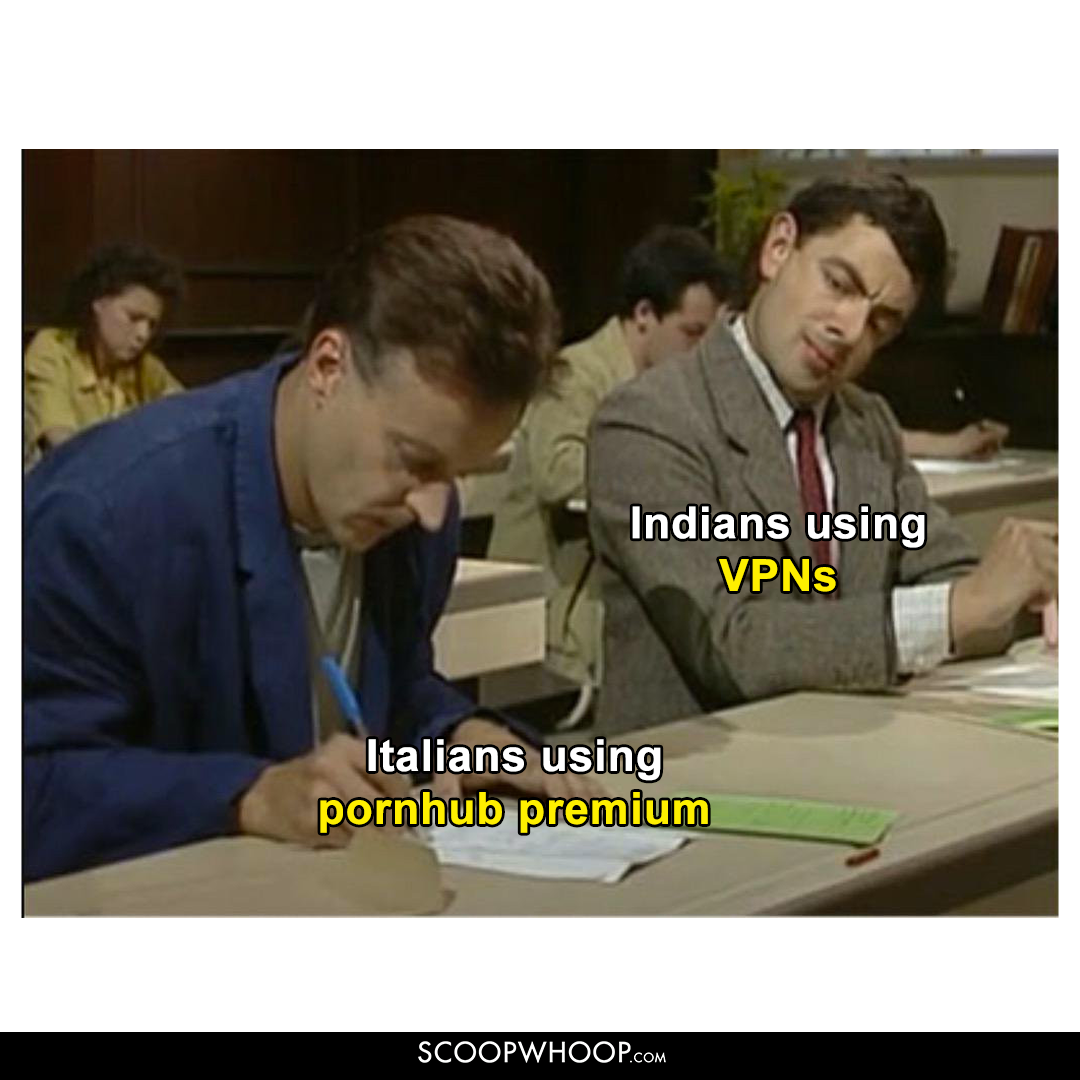 Indians using
VPNs
Italians using
pornhub premium
SCOOPWHOOP.COM